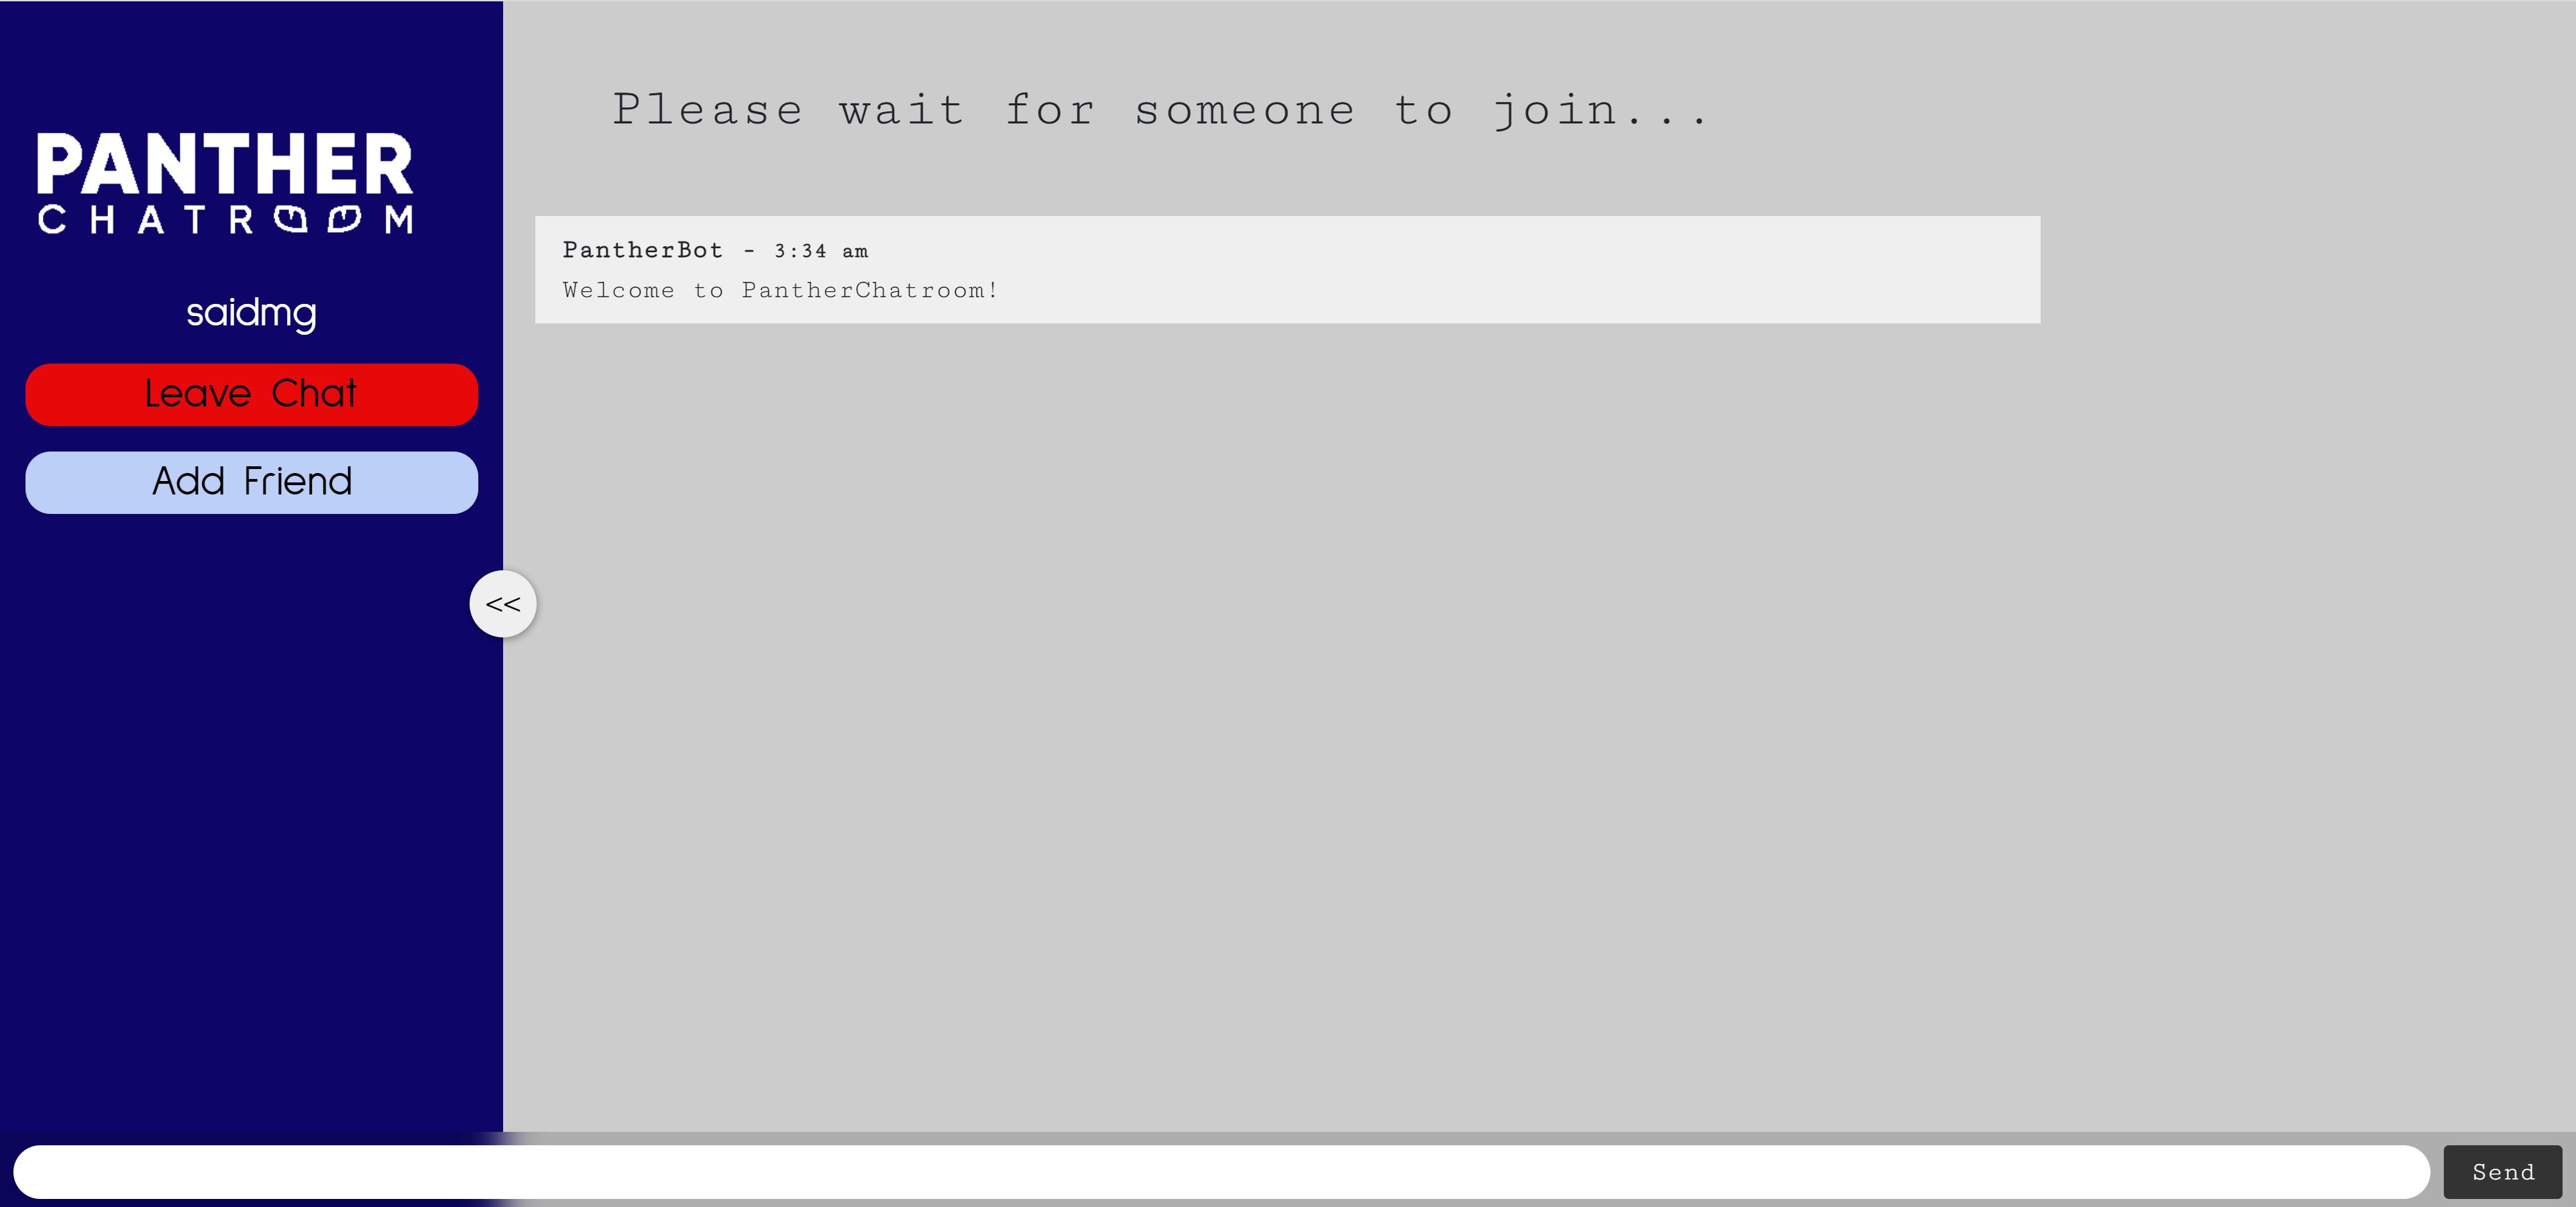 PANTHER
CHATROOM
saidmg
Leave Chat
Add Friend
<<
Please wait for someone to join...
PantherBot - 3:34 am
Welcome to PantherChatroom!
Send